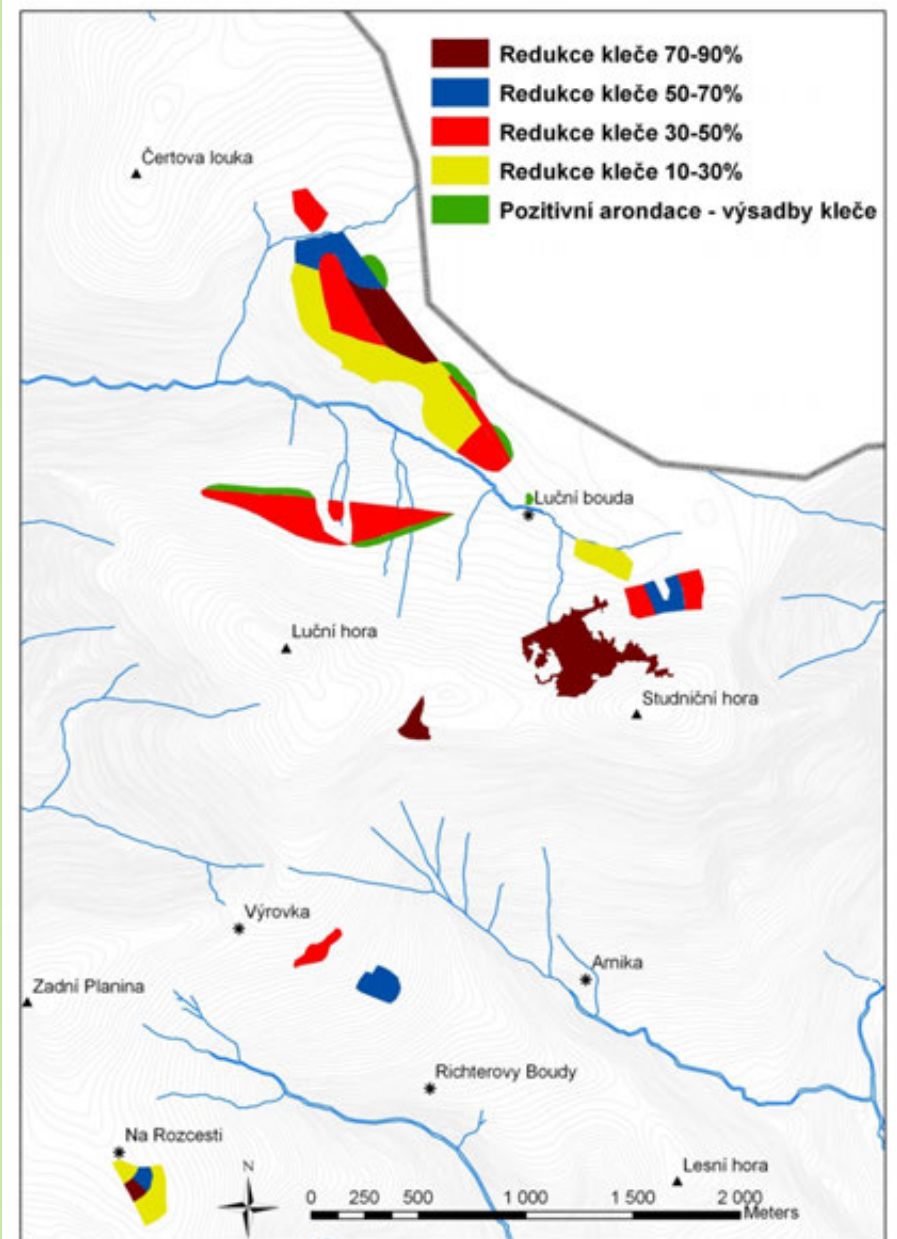 Redukce kleče 70-90%
Redukce kleče 50-70%
Redukce kleče 30-50%
Redukce kleče 10-30%
Pozitivní arondace - výsadby kleče
Čertova louka
Luční bouda
Luční hora
Studniční hora
Výrovka
Arnika
Zadní Planina
Richterovy Boudy
Na Rozcesti
Lesní hora
N
0 250 500 1 000 1 500 2 000
Meters